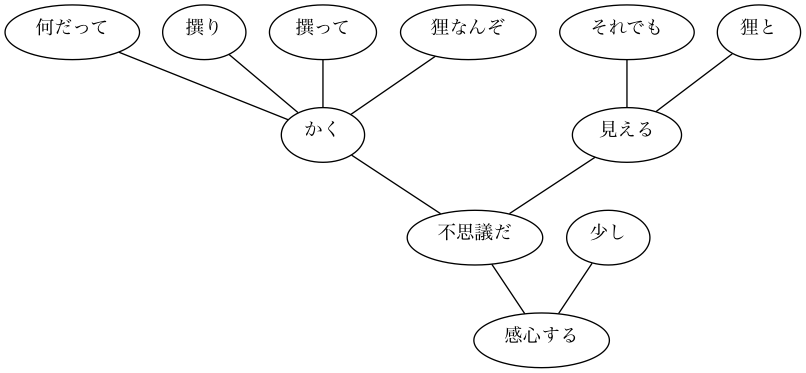 何だって 撰り 撰って 狸なんぞ それでも 狸と
かく 見える
不思議だ 少し
感心する